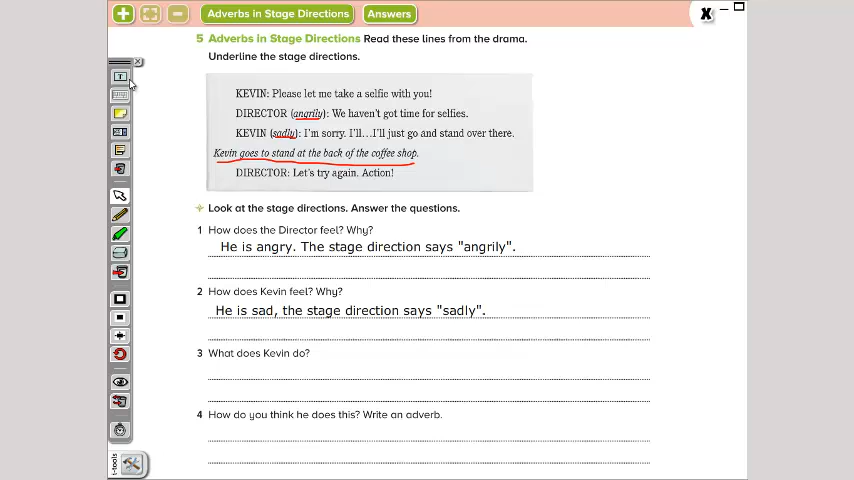 Adverbs in Stage Directions
Answers
X
5 Adverbs in Stage Directions Read these lines from the drama.
Underline the stage directions.
KEVIN: Please let me take a selfie with you!
DIRECTOR (angrily): We haven't got time for selfies.
KEVIN (sadly): I'm sorry. I'll...I'll just go and stand over there.
Kevin goes to stand at the back of the coffee shop.
DIRECTOR: Let's try again. Action!
Look at the stage directions. Answer the questions.
1 How does the Director feel? Why?
He is angry. The stage direction says "angrily".
2 How does Kevin feel? Why?
He is sad, the stage direction says "sadly".
3 What does Kevin do?
4 How do you think he does this? Write an adverb.
T
t-tools